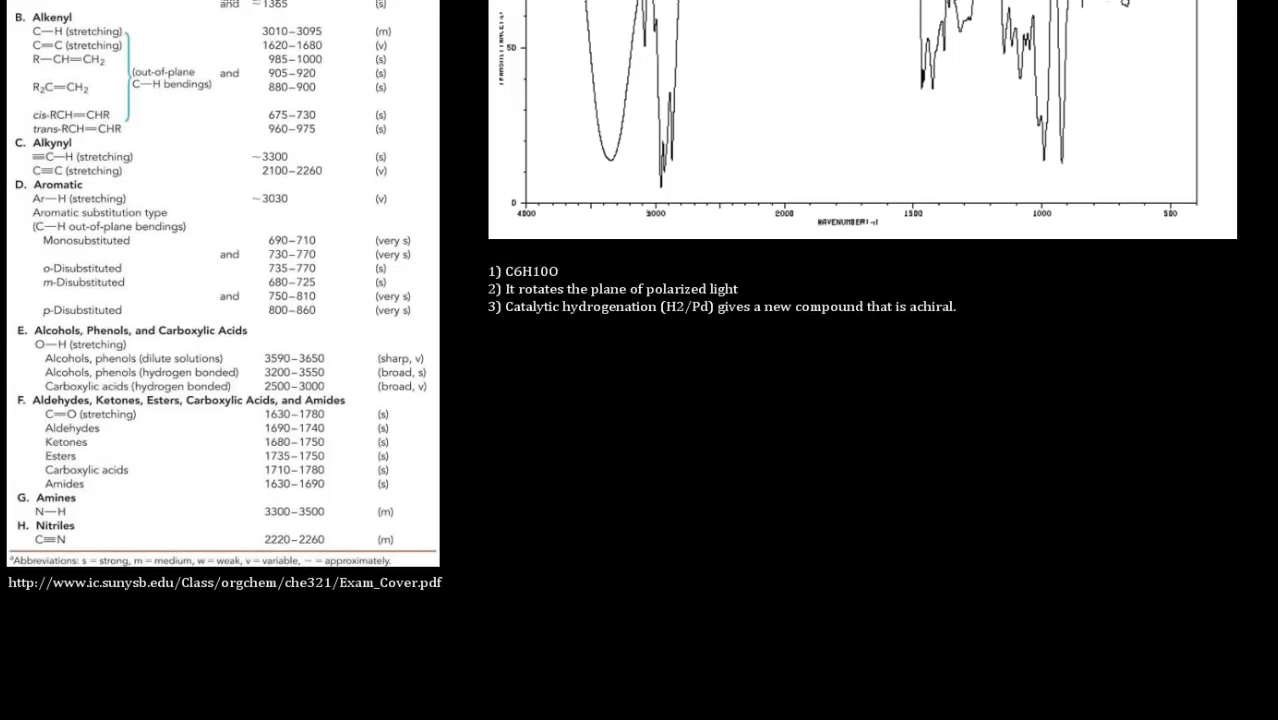 and ~1365 (s)
B. Alkenyl
C—H (stretching) 3010–3095 (m)
C=C (stretching) 1620–1680 (v)
R—CH=CH2 985–1000 (s)
(out-of-plane and 905–920 (s)
C—H bendings)
R2C=CH2 880–900 (s)
cis-RCH=CHR 675–730 (s)
trans-RCH=CHR 960–975 (s)
C. Alkynyl
≡C—H (stretching) ~3300 (s)
C≡C (stretching) 2100–2260 (v)
D. Aromatic
Ar—H (stretching) ~3030 (v)
Aromatic substitution type
(C—H out-of-plane bendings)
Monosubstituted 690–710 (very s)
and 730–770 (very s)
o-Disubstituted 735–770 (s)
m-Disubstituted 680–725 (s)
and 750–810 (very s)
p-Disubstituted 800–860 (very s)
E. Alcohols, Phenols, and Carboxylic Acids
O—H (stretching)
Alcohols, phenols (dilute solutions) 3590–3650 (sharp, v)
Alcohols, phenols (hydrogen bonded) 3200–3550 (broad, s)
Carboxylic acids (hydrogen bonded) 2500–3000 (broad, v)
F. Aldehydes, Ketones, Esters, Carboxylic Acids, and Amides
C=O (stretching) 1630–1780 (s)
Aldehydes 1690–1740 (s)
Ketones 1680–1750 (s)
Esters 1735–1750 (s)
Carboxylic acids 1710–1780 (s)
Amides 1630–1690 (s)
G. Amines
N—H 3300–3500 (m)
H. Nitriles
C≡N 2220–2260 (m)
aAbbreviations: s = strong, m = medium, w = weak, v = variable, ~ = approximately.
http://www.ic.sunysb.edu/Class/orgchem/che321/Exam_Cover.pdf
50
0
4000 3000 2000 1500 1000 500
1) C6H10O
2) It rotates the plane of polarized light
3) Catalytic hydrogenation (H2/Pd) gives a new compound that is achiral.